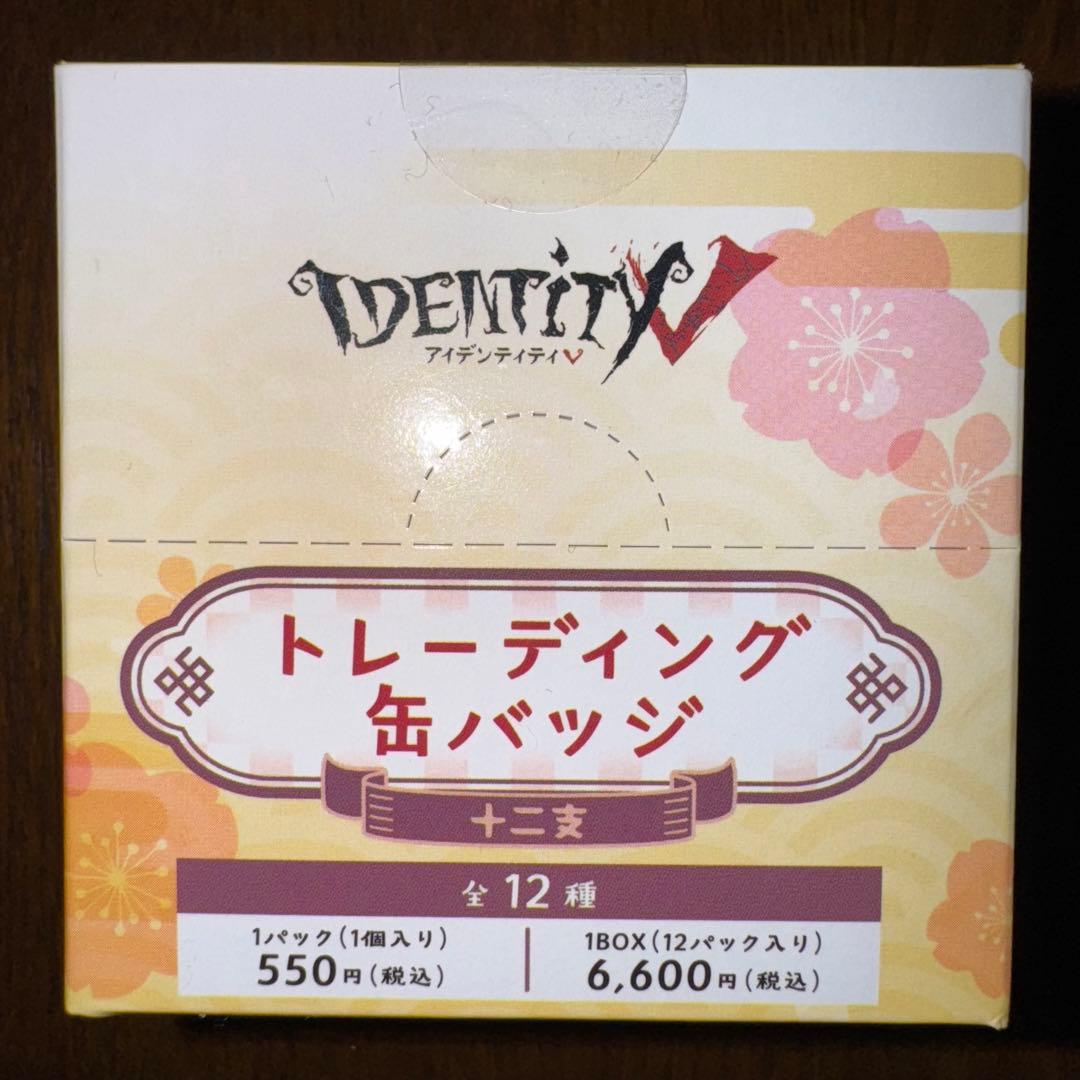 IDENTITY V
アイデンティティV
トレーディング
缶バッジ
十二支
全12種
1パック(1個入り)
550円(税込)
1BOX(12パック入り)
6,600円(税込)